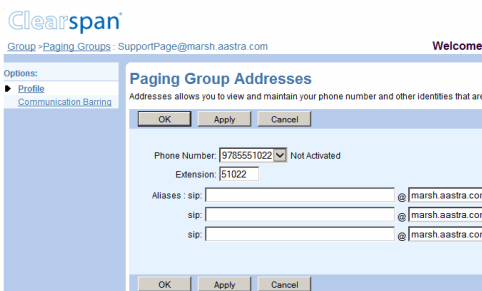 Clearspan
Group >Paging Groups : SupportPage@marsh.aastra.com Welcome
Options:
Profile
Communication Barring
Paging Group Addresses
Addresses allows you to view and maintain your phone number and other identities that are
OK Apply Cancel
Phone Number: 9785551022 Not Activated
Extension: 51022
Aliases : sip: @ marsh.aastra.com
sip: @ marsh.aastra.com
sip: @ marsh.aastra.com
OK Apply Cancel